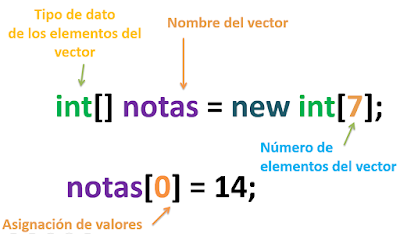 Tipo de dato
de los elementos del
vector
Nombre del vector
int[] notas = new int[7];
Número de
elementos del vector
notas[0] = 14;
Asignación de valores